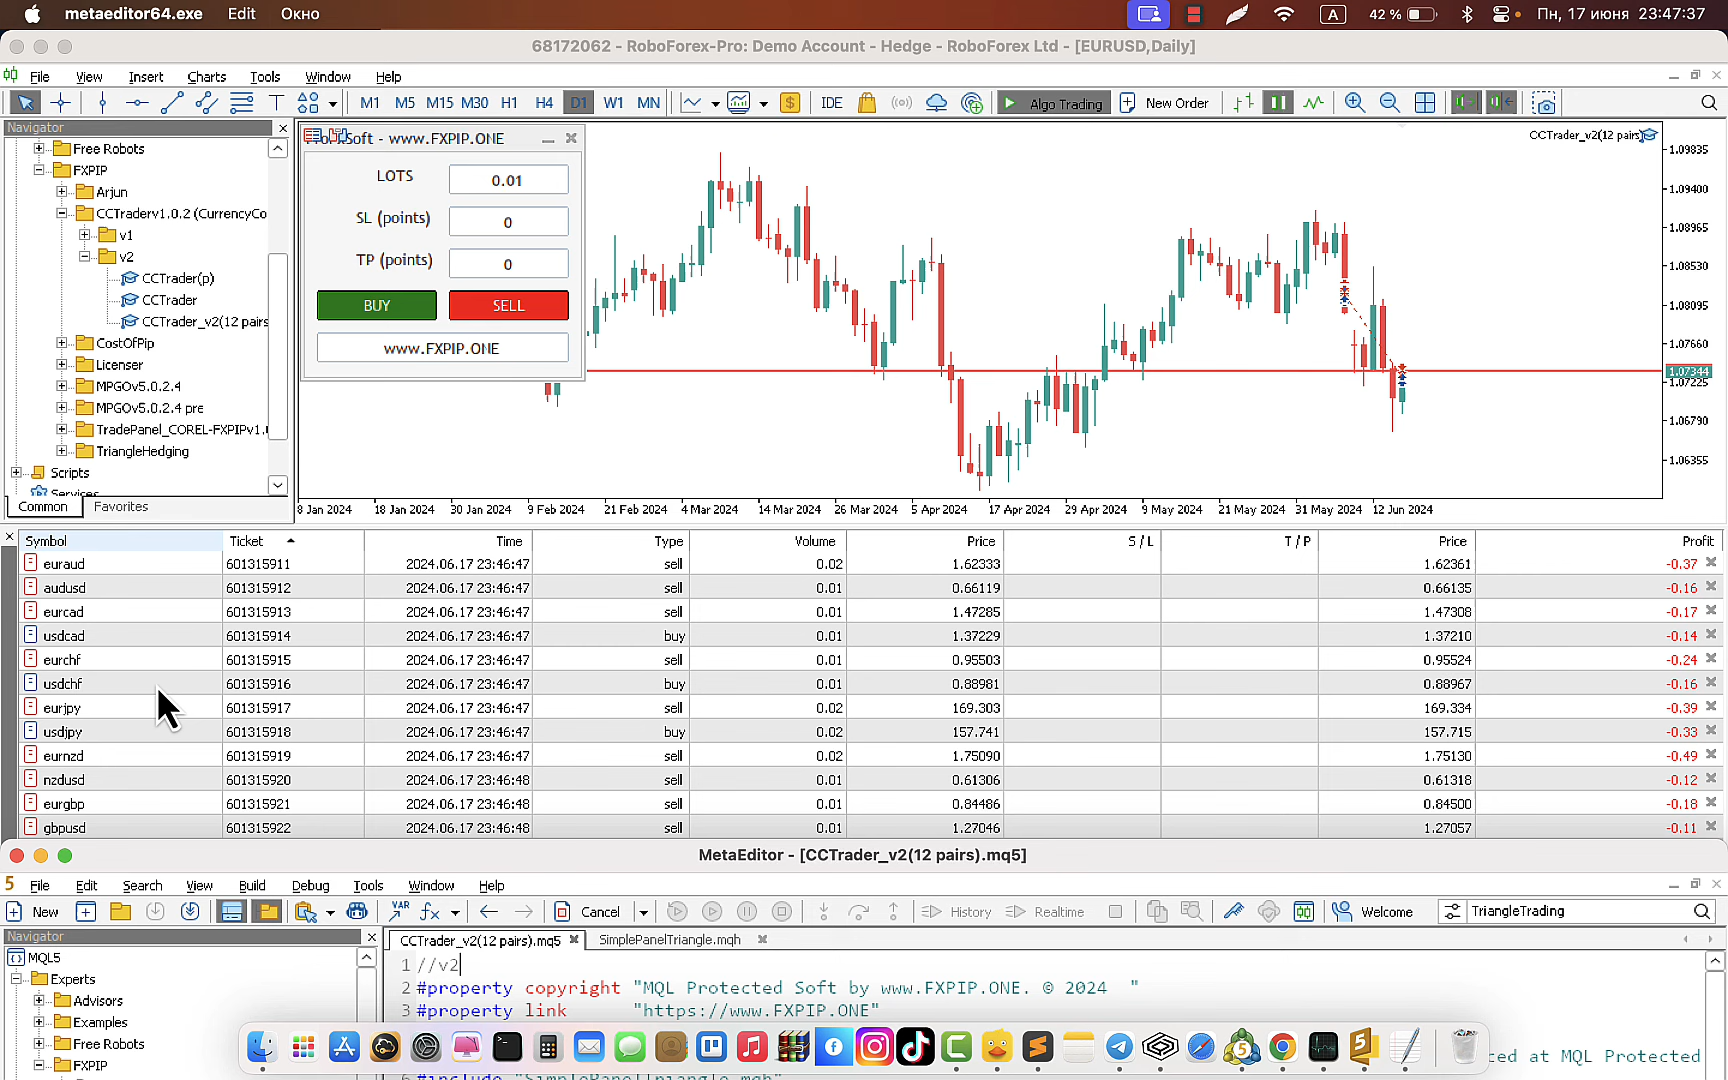 metaeditor64.exe Edit Окно A 42 % Пн, 17 июня 23:47:37
68172062 - RoboForex-Pro: Demo Account - Hedge - RoboForex Ltd - [EURUSD,Daily]
File View Insert Charts Tools Window Help
M1 M5 M15 M30 H1 H4 D1 W1 MN IDE Algo Trading New Order
Navigator
Free Robots
FXPIP
Arjun
CCTraderv1.0.2 (CurrencyCo
v1
v2
CCTrader(p)
CCTrader
CCTrader_v2(12 pairs
CostOfPip
Licenser
MPGOv5.0.2.4
MPGOv5.0.2.4 pre
TradePanel_COREL-FXPIPv1.
TriangleHedging
Scripts
Services
Common Favorites
Soft - www.FXPIP.ONE
LOTS 0.01
SL (points) 0
TP (points) 0
BUY SELL
www.FXPIP.ONE
CCTrader_v2(12 pairs)
1.09835
1.09400
1.08965
1.08530
1.08095
1.07660
1.07344
1.07225
1.06790
1.06355
8 Jan 2024 18 Jan 2024 30 Jan 2024 9 Feb 2024 21 Feb 2024 4 Mar 2024 14 Mar 2024 26 Mar 2024 5 Apr 2024 17 Apr 2024 29 Apr 2024 9 May 2024 21 May 2024 31 May 2024 12 Jun 2024
Symbol Ticket Time Type Volume Price S / L T / P Price Profit
euraud 601315911 2024.06.17 23:46:47 sell 0.02 1.62333 1.62361 -0.37
audusd 601315912 2024.06.17 23:46:47 sell 0.01 0.66119 0.66135 -0.16
eurcad 601315913 2024.06.17 23:46:47 sell 0.01 1.47285 1.47308 -0.17
usdcad 601315914 2024.06.17 23:46:47 buy 0.01 1.37229 1.37210 -0.14
eurchf 601315915 2024.06.17 23:46:47 sell 0.01 0.95503 0.95524 -0.24
usdchf 601315916 2024.06.17 23:46:47 buy 0.01 0.88981 0.88967 -0.16
eurjpy 601315917 2024.06.17 23:46:47 sell 0.02 169.303 169.334 -0.39
usdjpy 601315918 2024.06.17 23:46:47 buy 0.02 157.741 157.715 -0.33
eurnzd 601315919 2024.06.17 23:46:47 sell 0.02 1.75090 1.75130 -0.49
nzdusd 601315920 2024.06.17 23:46:48 sell 0.01 0.61306 0.61318 -0.12
eurgbp 601315921 2024.06.17 23:46:48 sell 0.01 0.84486 0.84500 -0.18
gbpusd 601315922 2024.06.17 23:46:48 sell 0.01 1.27046 1.27057 -0.11
MetaEditor - [CCTrader_v2(12 pairs).mq5]
5 File Edit Search View Build Debug Tools Window Help
New VAR Cancel History Realtime Welcome TriangleTrading
Navigator
MQL5
Experts
Advisors
Examples
Free Robots
FXPIP
CCTrader_v2(12 pairs).mq5 SimplePanelTriangle.mqh
1 //v2
2 #property copyright "MQL Protected Soft by www.FXPIP.ONE. © 2024 "
3 #property link "https://www.FXPIP.ONE"
ced at MQL Protected
#include "SimplePanelTriangle.mqh"